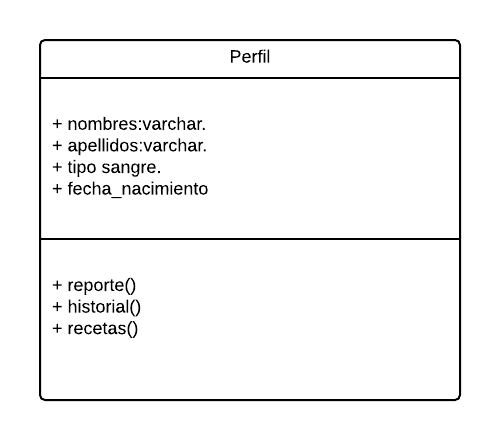 Perfil
+ nombres:varchar.
+ apellidos:varchar.
+ tipo sangre.
+ fecha_nacimiento
+ reporte()
+ historial()
+ recetas()